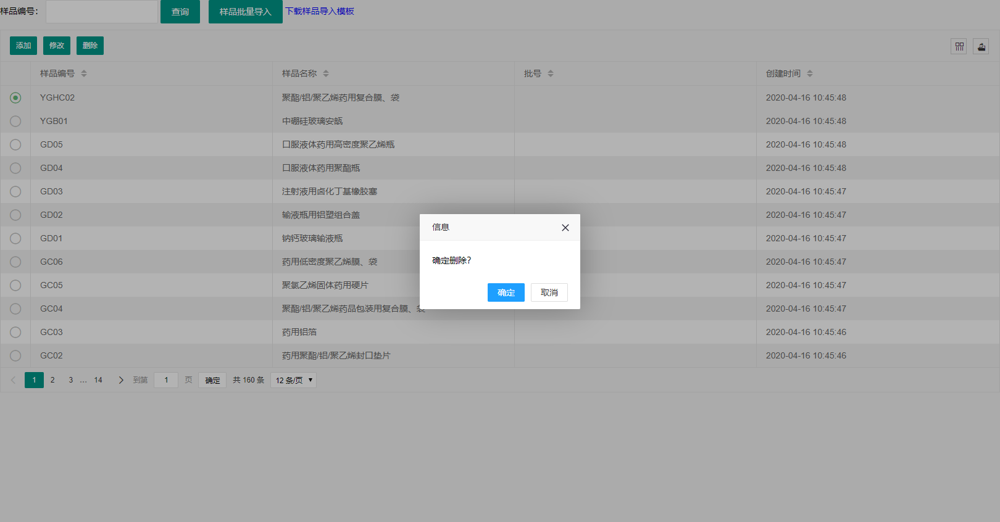 样品编号： 查询 样品批量导入 下载样品导入模板
添加 修改 删除
样品编号 样品名称 批号 创建时间
YGHC02 聚酯/铝/聚乙烯药用复合膜、袋 2020-04-16 10:45:48
YGB01 中硼硅玻璃安瓿 2020-04-16 10:45:48
GD05 口服液体药用高密度聚乙烯瓶 2020-04-16 10:45:48
GD04 口服液体药用聚酯瓶 2020-04-16 10:45:48
GD03 注射液用卤化丁基橡胶塞 2020-04-16 10:45:47
GD02 输液瓶用铝塑组合盖 2020-04-16 10:45:47
信息
GD01 钠钙玻璃输液瓶 2020-04-16 10:45:47
GC06 药用低密度聚乙烯膜、袋 2020-04-16 10:45:47
确定删除?
GC05 聚氯乙烯固体药用硬片 2020-04-16 10:45:47
确定 取消
GC04 聚酯/铝/聚乙烯药品包装用复合膜、袋 2020-04-16 10:45:47
GC03 药用铝箔 2020-04-16 10:45:46
GC02 药用聚酯/铝/聚乙烯封口垫片 2020-04-16 10:45:46
1 2 3 … 14 到第 1 页 确定 共 160 条 12 条/页